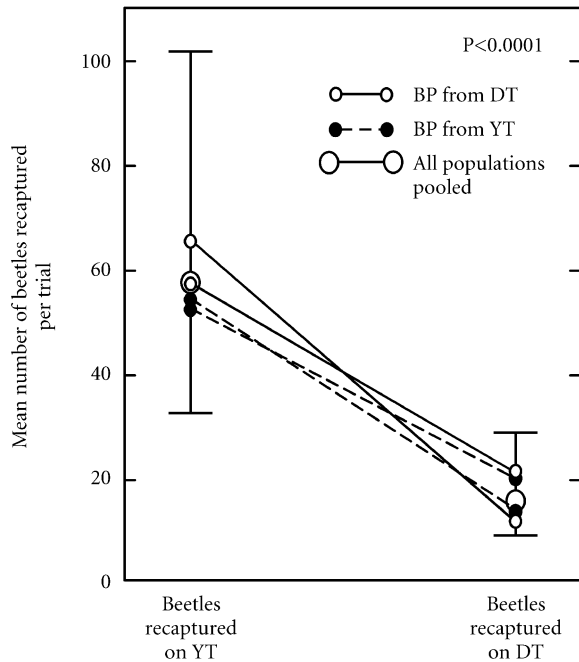 P<0.0001
BP from DT
BP from YT
All populations
pooled
Mean number of beetles recaptured
per trial
100
80
60
40
20
0
Beetles
recaptured
on YT
Beetles
recaptured
on DT